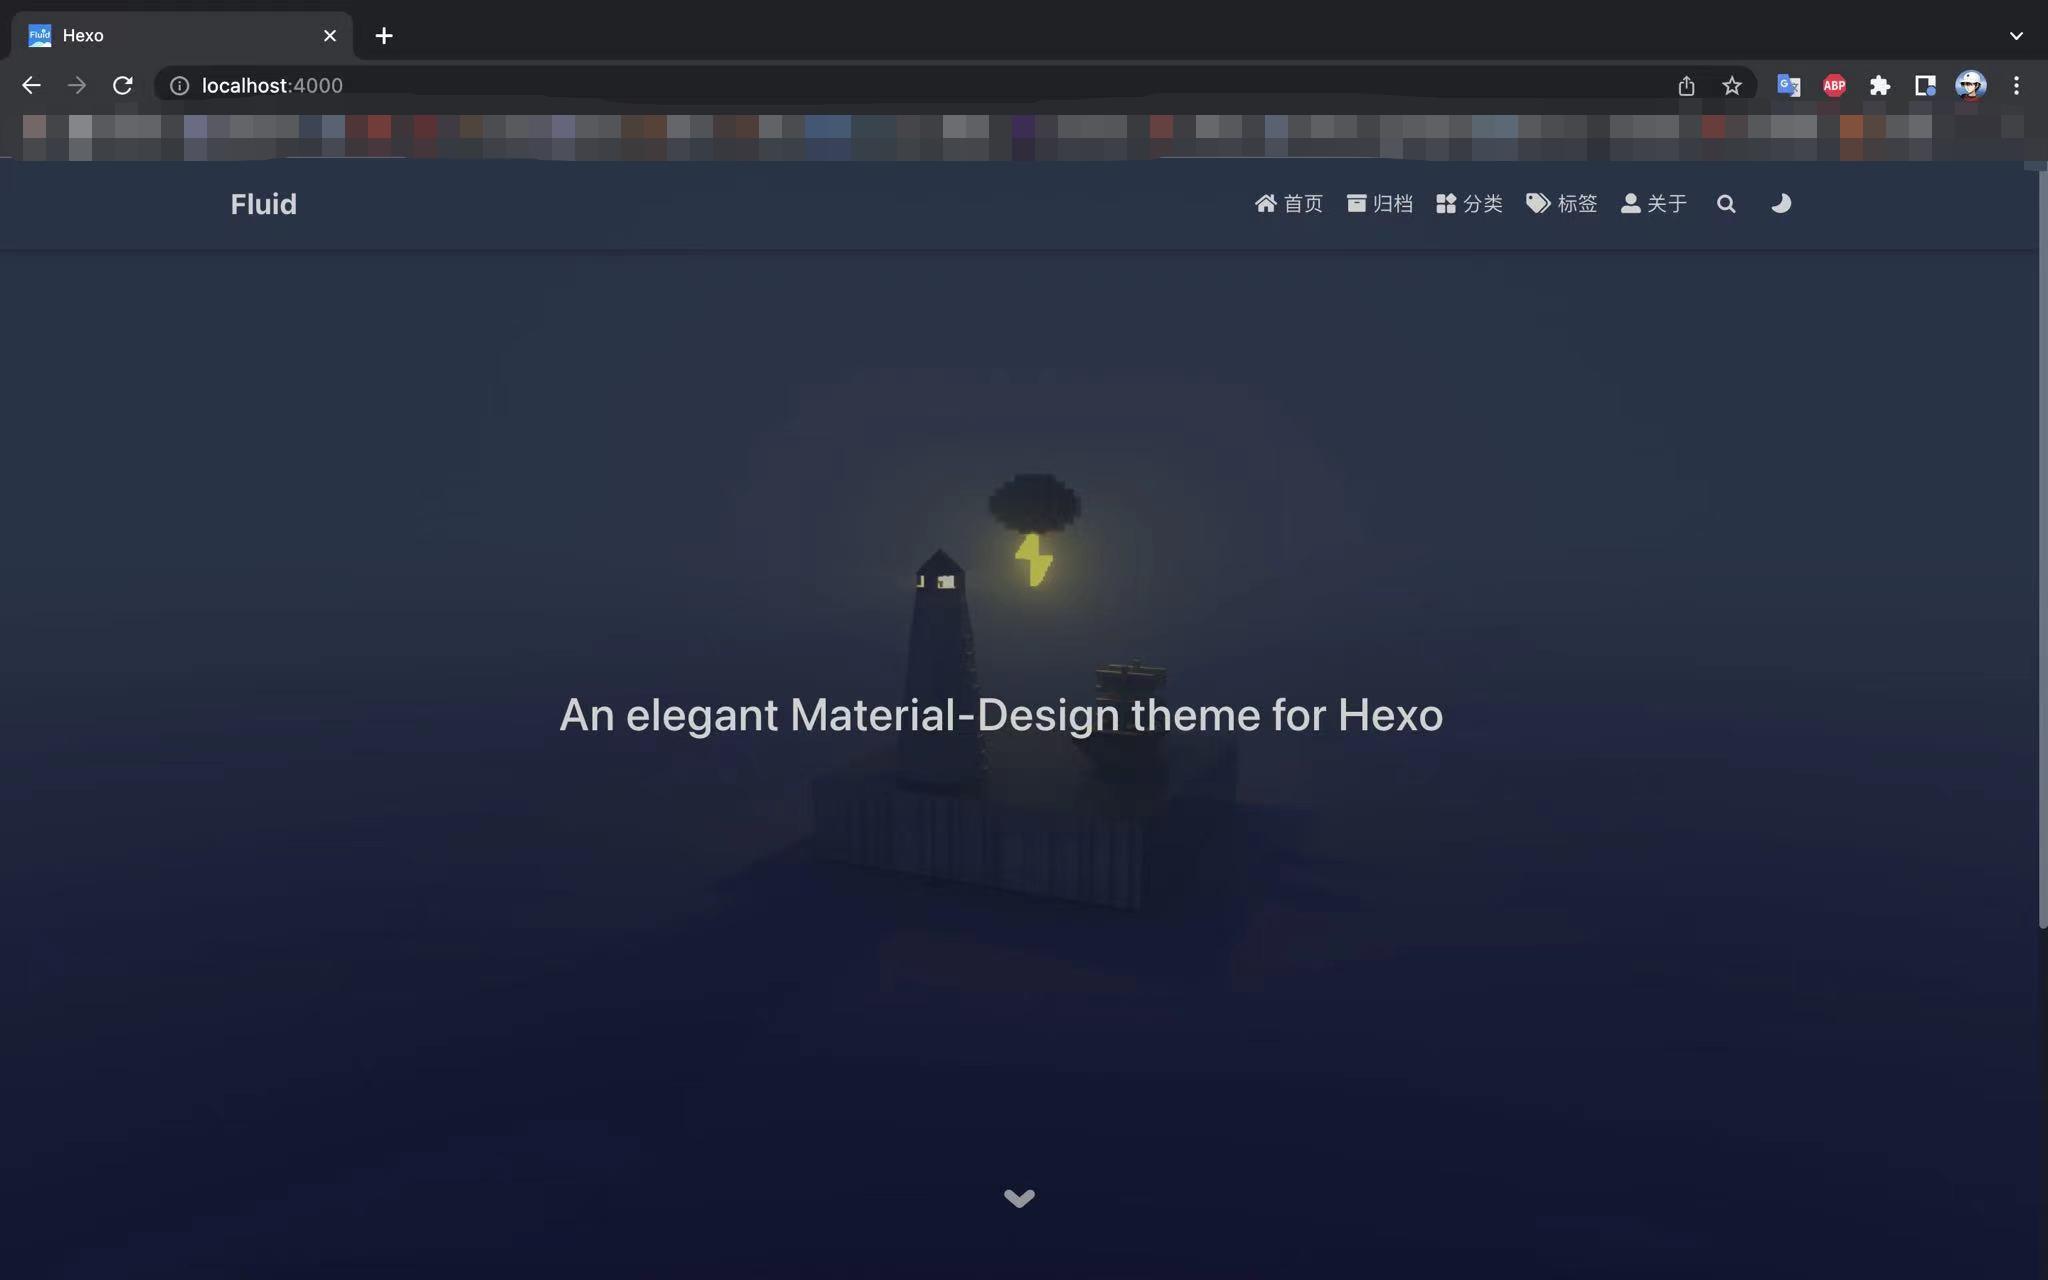 Hexo
localhost:4000
ABP
Fluid
首页 归档 分类 标签 关于
An elegant Material-Design theme for Hexo